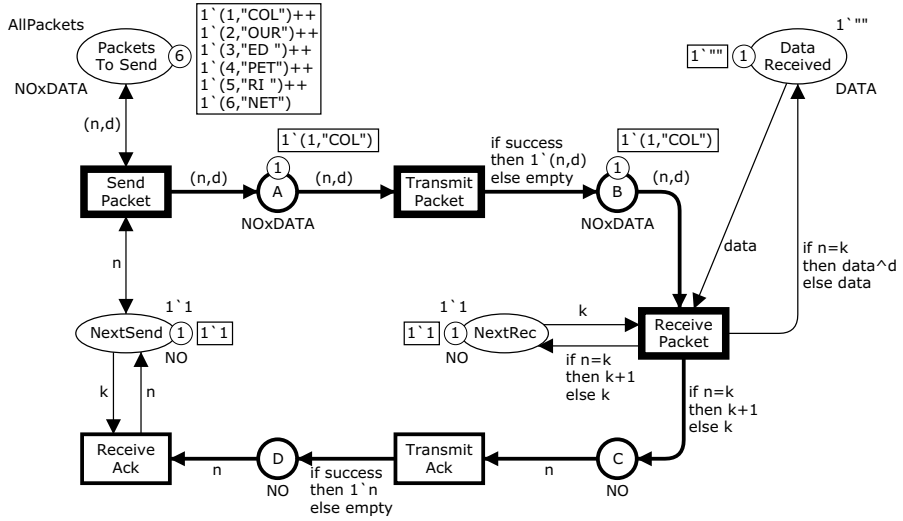 AllPackets
Packets
To Send
6
NOxDATA
1`(1,"COL")++
1`(2,"OUR")++
1`(3,"ED ")++
1`(4,"PET")++
1`(5,"RI ")++
1`(6,"NET")
1`""
1`""
1
Data
Received
DATA
(n,d)
Send
Packet
(n,d)
1`(1,"COL")
1
A
NOxDATA
(n,d)
Transmit
Packet
if success
then 1`(n,d)
else empty
1`(1,"COL")
1
B
NOxDATA
(n,d)
data
if n=k
then data^d
else data
n
1`1
NextSend
1
1`1
NO
1`1
1`1
1
NextRec
NO
k
if n=k
then k+1
else k
Receive
Packet
if n=k
then k+1
else k
k
n
Receive
Ack
n
D
NO
if success
then 1`n
else empty
Transmit
Ack
n
C
NO